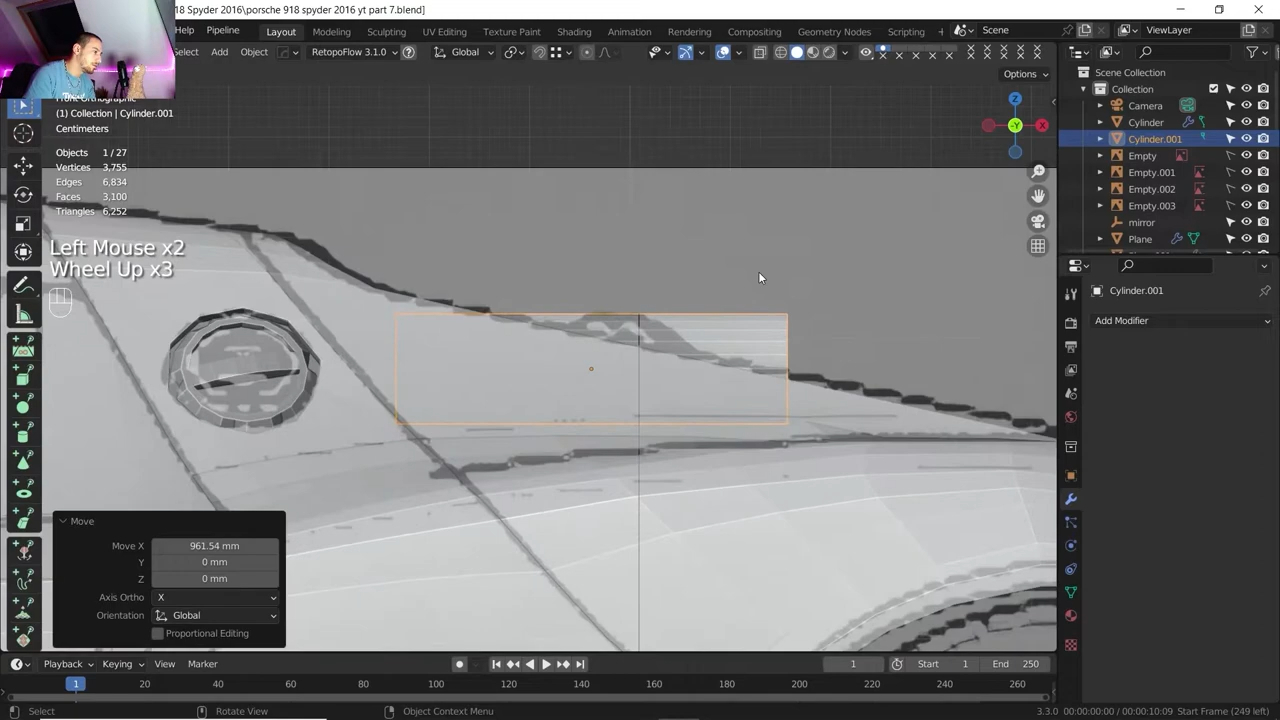 18 Spyder 2016\porsche 918 spyder 2016 yt part 7.blend]
Help Pipeline Layout Modeling Sculpting UV Editing Texture Paint Shading Animation Rendering Compositing Geometry Nodes Scripting Scene ViewLayer
Select Add Object RetopoFlow 3.1.0 Global
Options
Front Orthographic
(1) Collection | Cylinder.001
Centimeters
Objects 1 / 27
Vertices 3,755
Edges 6,834
Faces 3,100
Triangles 6,252
Left Mouse x2
Wheel Up x3
Z
-Y
X
Scene Collection
Collection
Camera
Cylinder
Cylinder.001
Empty
Empty.001
Empty.002
Empty.003
mirror
Plane
Cylinder.001
Add Modifier
Move
Move X 961.54 mm
Y 0 mm
Z 0 mm
Axis Ortho X
Orientation Global
Proportional Editing
Playback Keying View Marker 1 Start 1 End 250
1 20 40 60 80 100 120 140 160 180 200 220 240 260
Select Rotate View Object Context Menu 3.3.0 00:00:00:00 / 00:00:10:09 Start Frame (249 left)